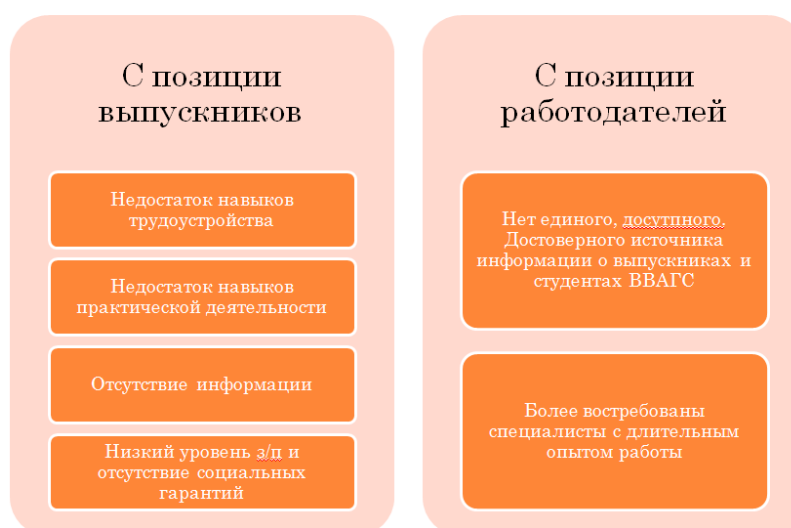 С позиции
выпускников
Недостаток навыков
трудоустройства
Недостаток навыков
практической деятельности
Отсутствие информации
Низкий уровень з/п и
отсутствие социальных
гарантий
С позиции
работодателей
Нет единого, досутпного.
Достоверного источника
информации о выпускниках и
студентах ВВАГС
Более востребованы
специалисты с длительным
опытом работы